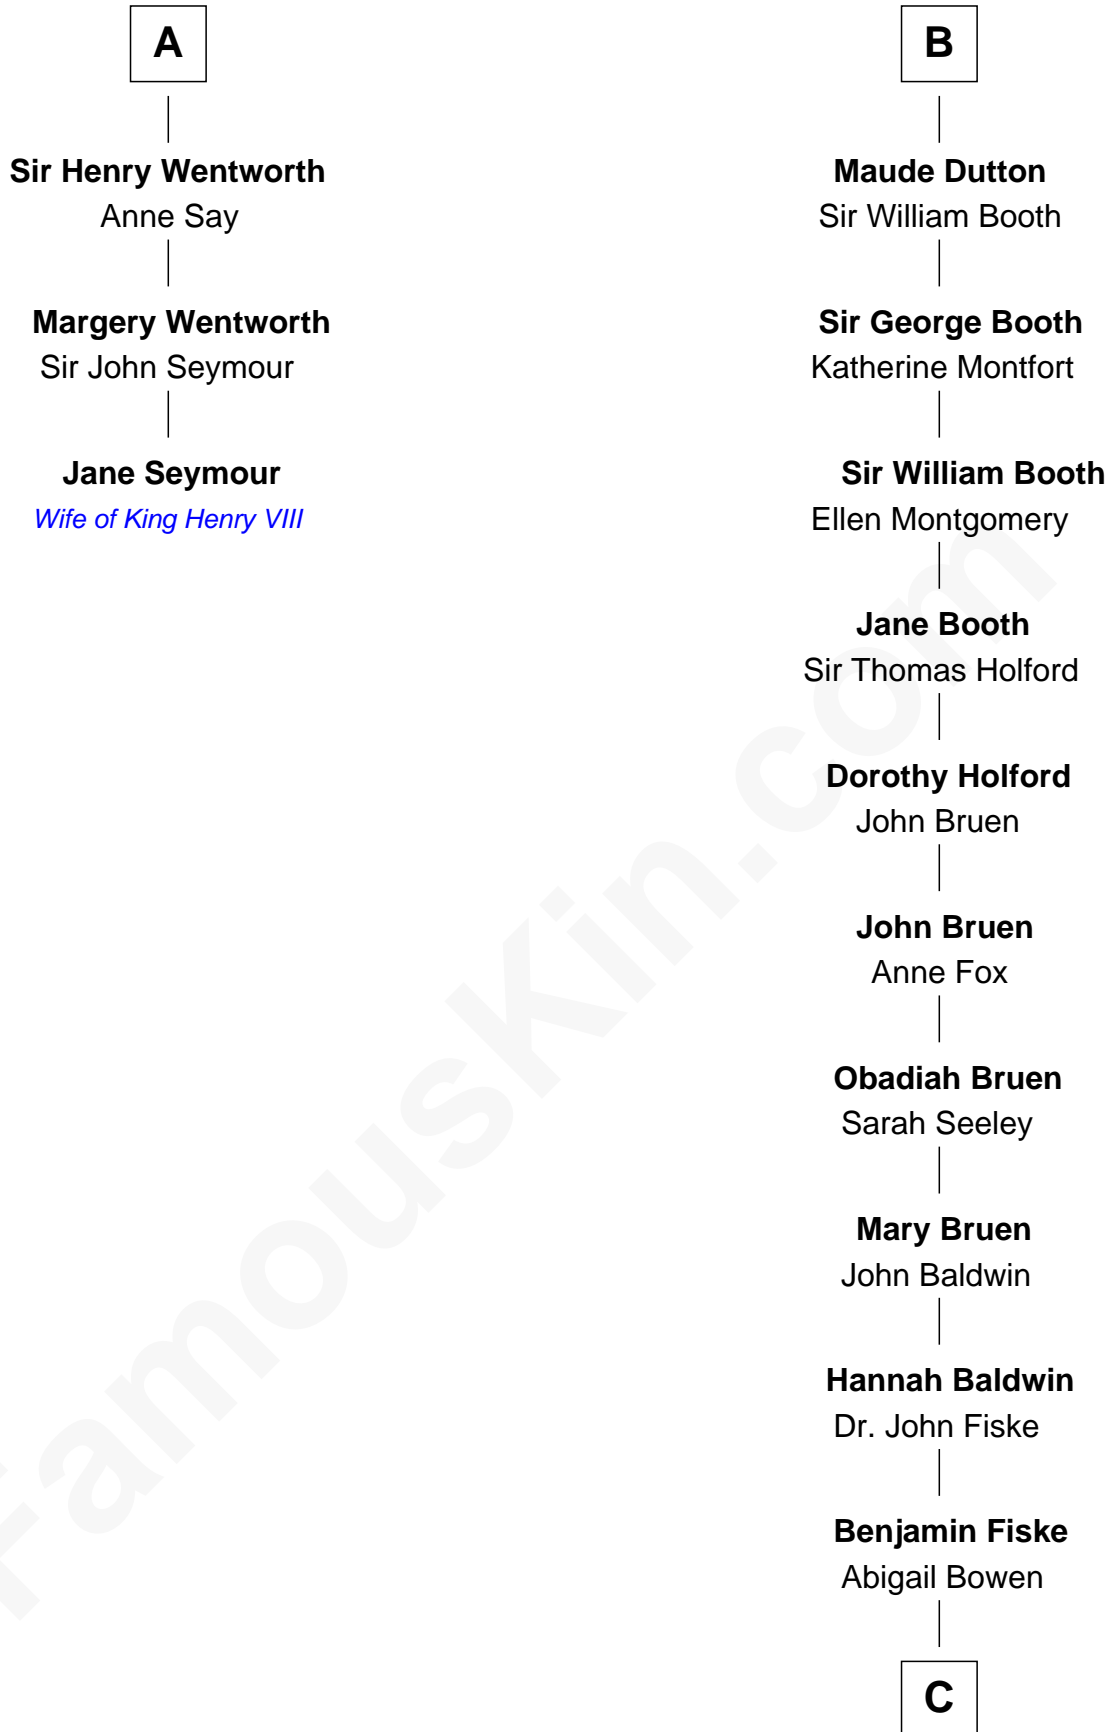 A
Sir Henry Wentworth
Anne Say
Margery Wentworth
Sir John Seymour
Jane Seymour
Wife of King Henry VIII
B
Maude Dutton
Sir William Booth
Sir George Booth
Katherine Montfort
Sir William Booth
Ellen Montgomery
Jane Booth
Sir Thomas Holford
Dorothy Holford
John Bruen
John Bruen
Anne Fox
Obadiah Bruen
Sarah Seeley
Mary Bruen
John Baldwin
Hannah Baldwin
Dr. John Fiske
Benjamin Fiske
Abigail Bowen
C
FamousKin.com